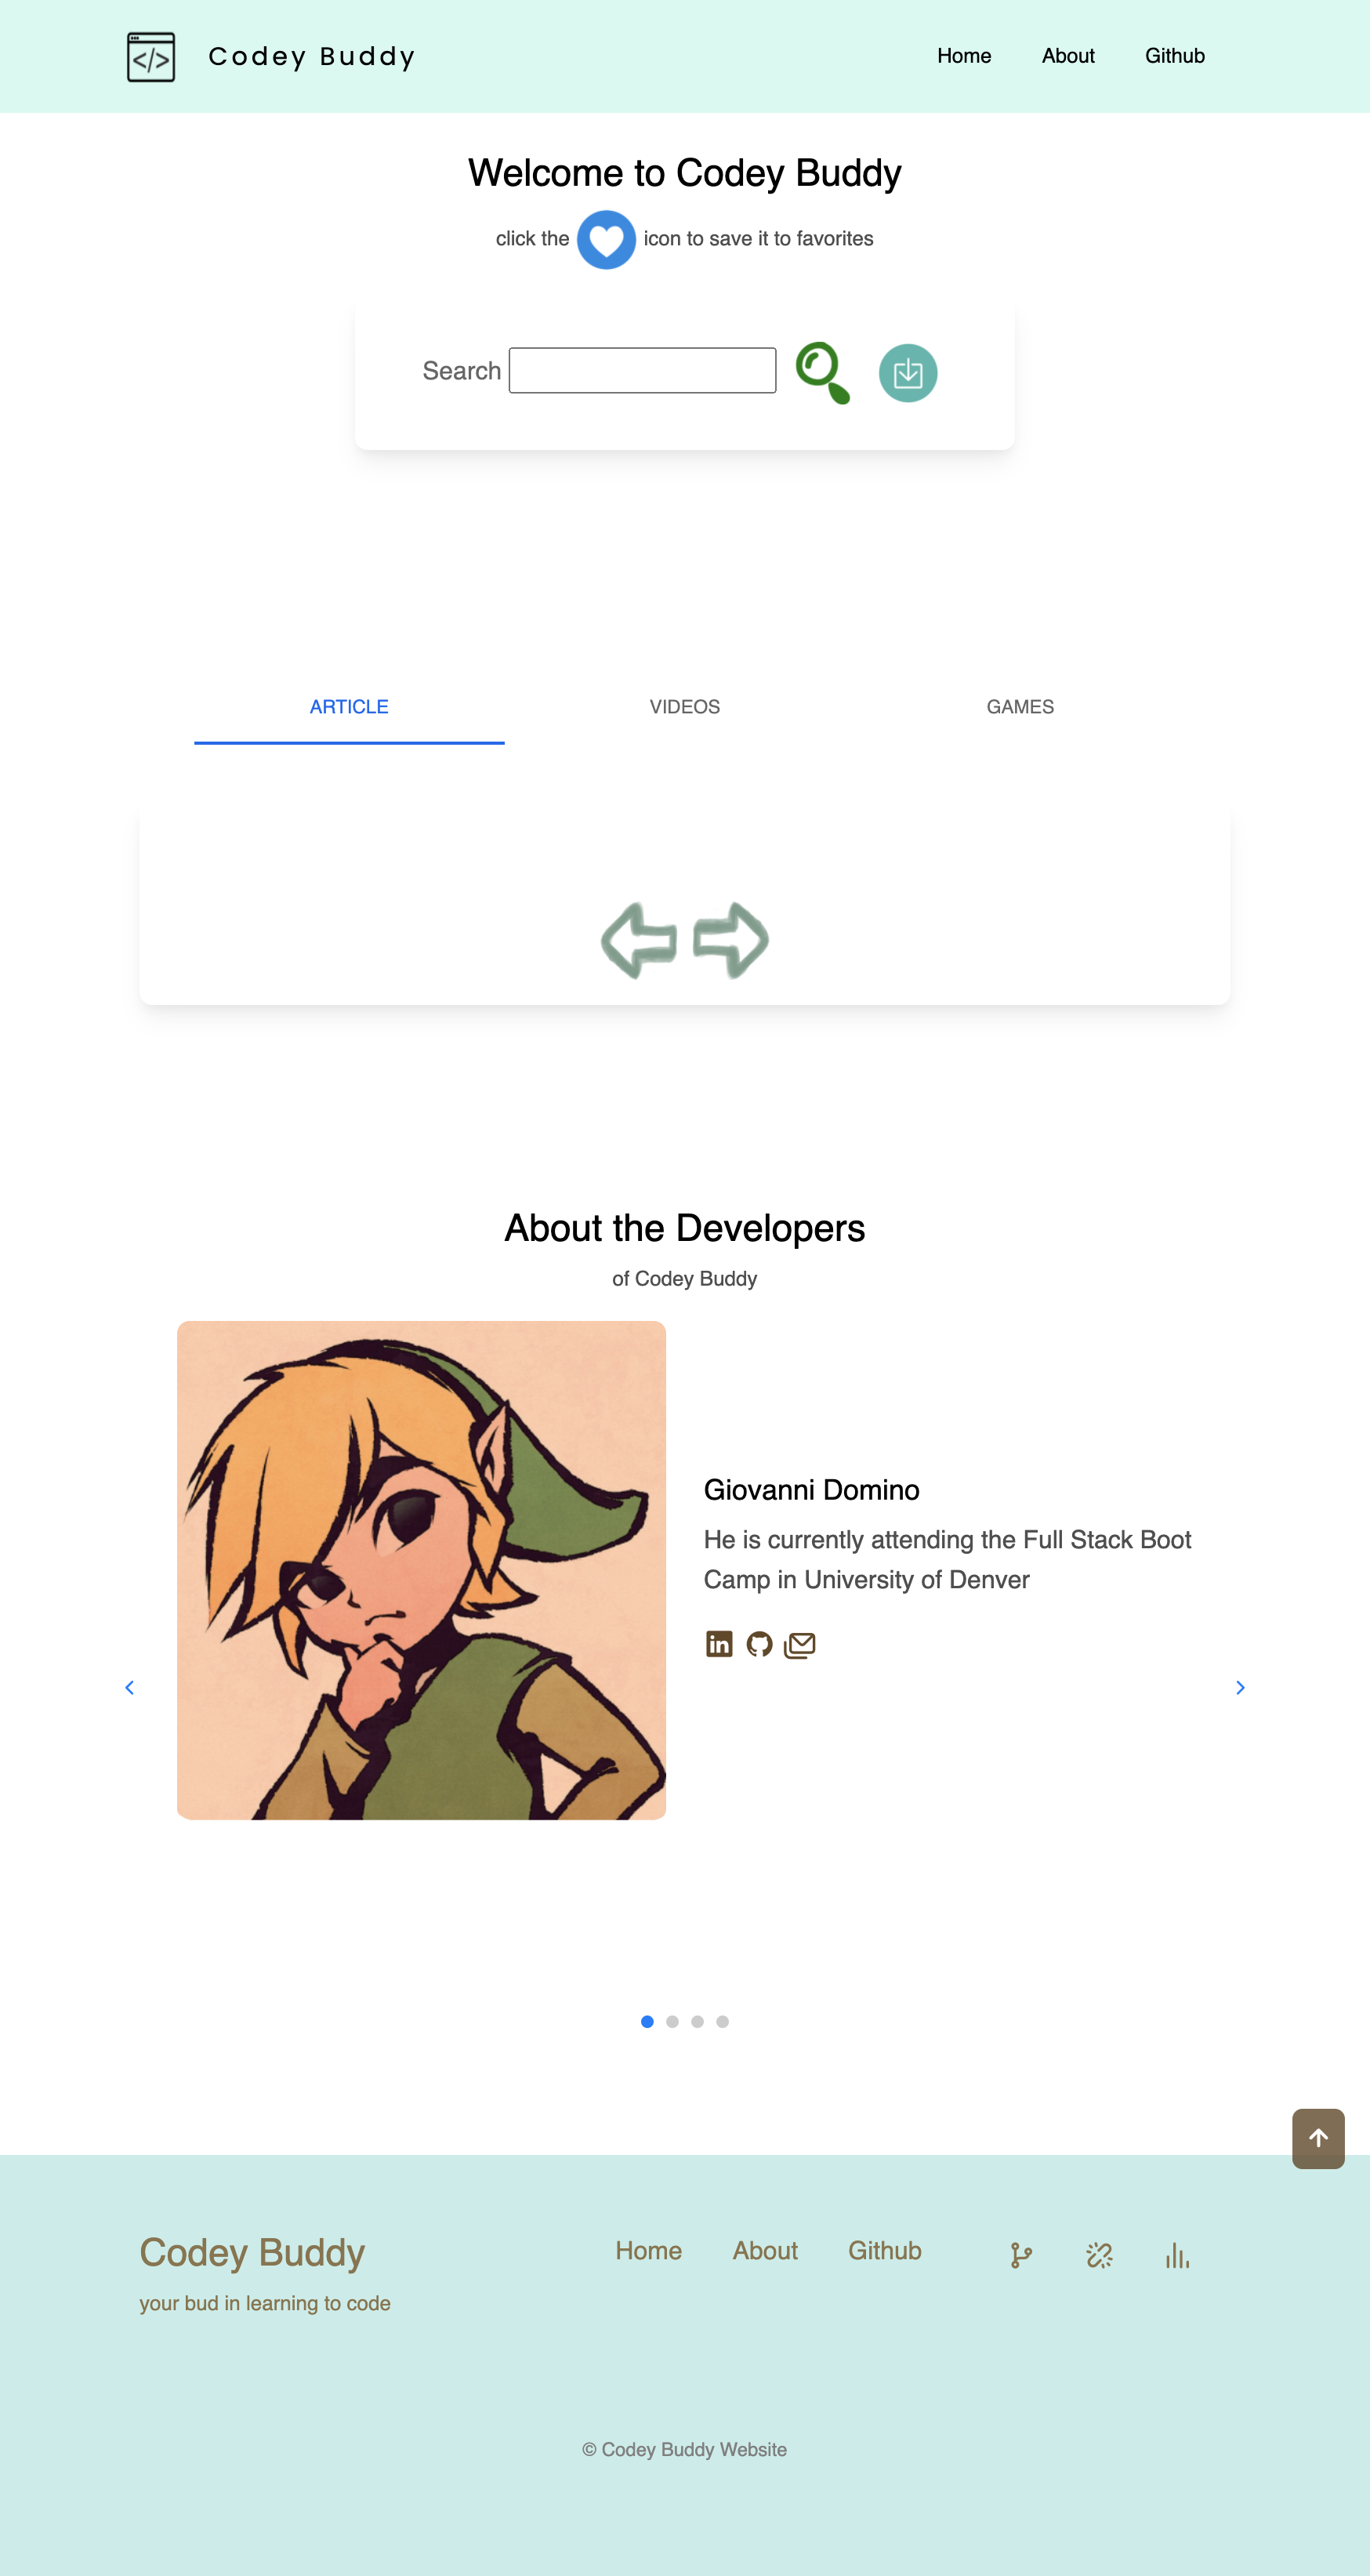 Codey Buddy
Home About Github
Welcome to Codey Buddy
click the icon to save it to favorites
Search
ARTICLE VIDEOS GAMES
About the Developers
of Codey Buddy
Giovanni Domino
He is currently attending the Full Stack Boot
Camp in University of Denver
Codey Buddy
your bud in learning to code
Home About Github
© Codey Buddy Website